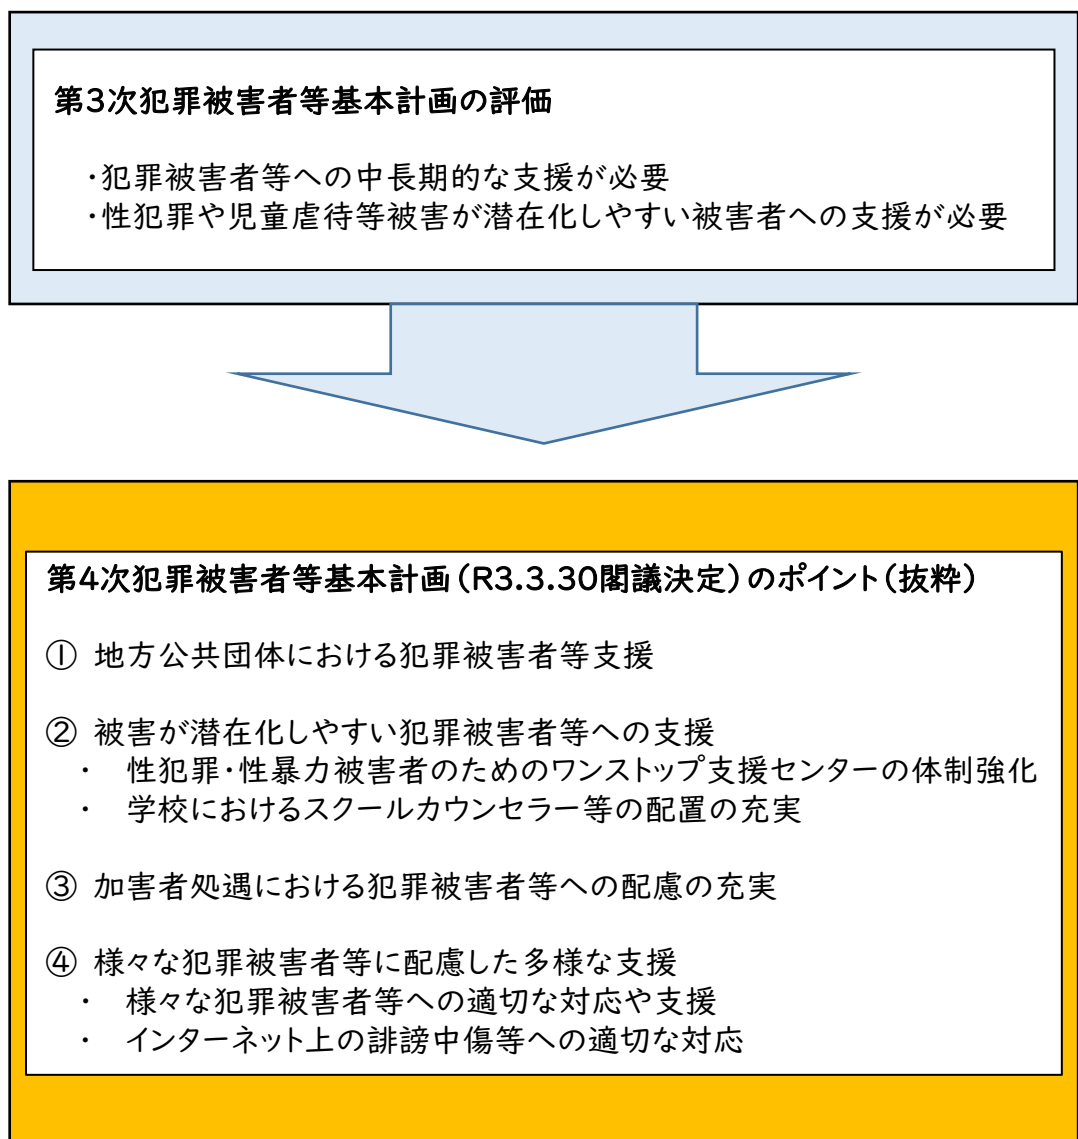 第3次犯罪被害者等基本計画の評価
・犯罪被害者等への中長期的な支援が必要
・性犯罪や児童虐待等被害が潜在化しやすい被害者への支援が必要
第4次犯罪被害者等基本計画（R3.3.30閣議決定）のポイント（抜粋）
① 地方公共団体における犯罪被害者等支援
② 被害が潜在化しやすい犯罪被害者等への支援
・ 性犯罪・性暴力被害者のためのワンストップ支援センターの体制強化
・ 学校におけるスクールカウンセラー等の配置の充実
③ 加害者処遇における犯罪被害者等への配慮の充実
④ 様々な犯罪被害者等に配慮した多様な支援
・ 様々な犯罪被害者等への適切な対応や支援
・ インターネット上の誹謗中傷等への適切な対応